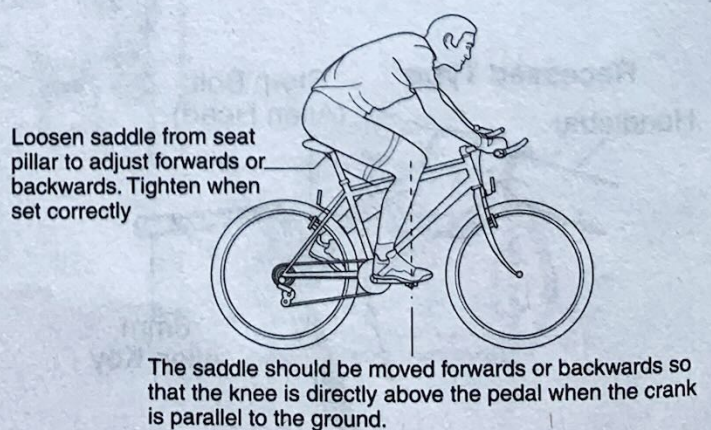 Loosen saddle from seat
pillar to adjust forwards or
backwards. Tighten when
set correctly
The saddle should be moved forwards or backwards so
that the knee is directly above the pedal when the crank
is parallel to the ground.